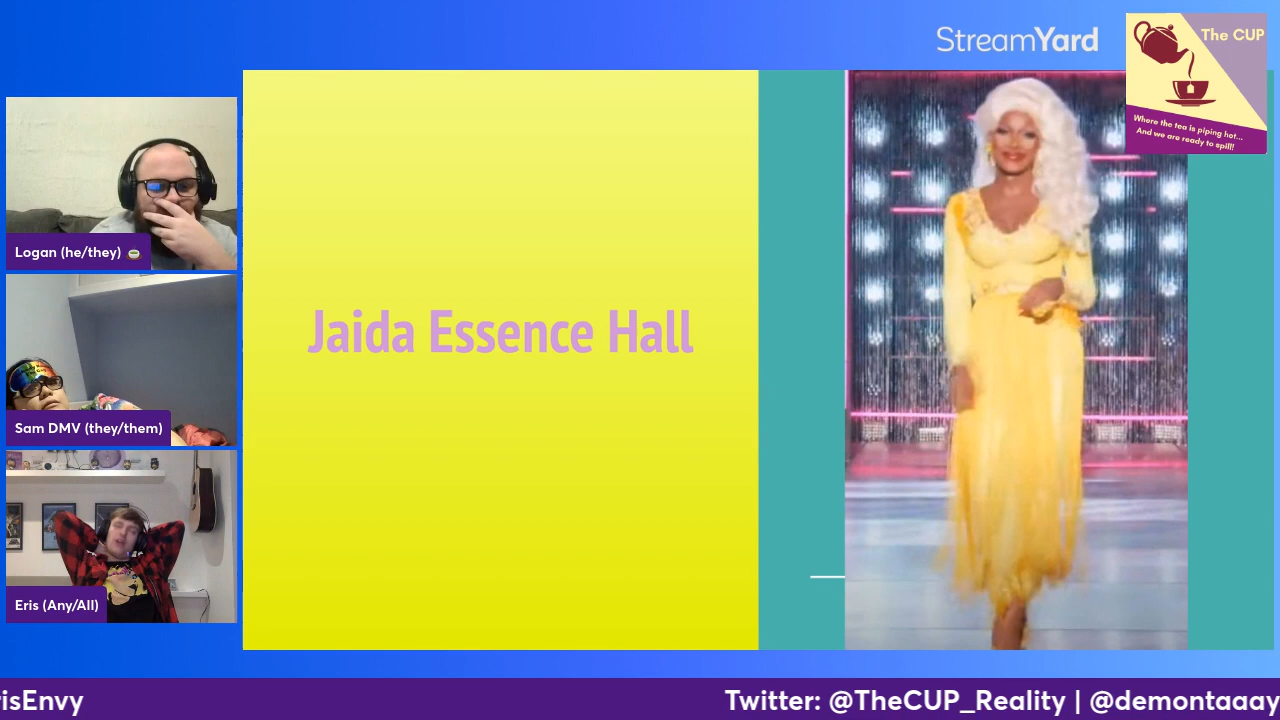 StreamYard
The CUP
Where the tea is piping hot...
And we are ready to spill!
Logan (he/they)
Sam DMV (they/them)
Eris (Any/All)
Jaida Essence Hall
isEnvy
Twitter: @TheCUP_Reality | @demontaaay